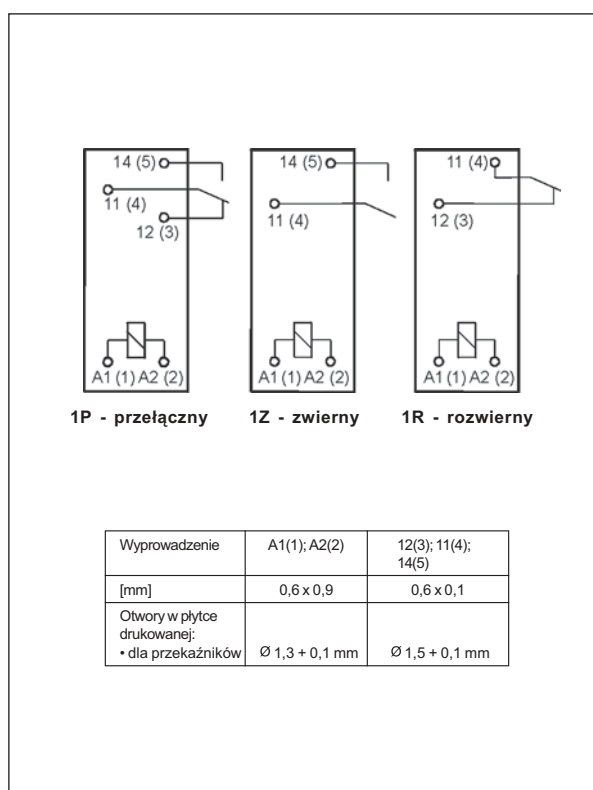 14 (5)
11 (4)
12 (3)
A1 (1) A2 (2)
1P - przełączny
14 (5)
11 (4)
A1 (1) A2 (2)
1Z - zwierny
11 (4)
12 (3)
A1 (1) A2 (2)
1R - rozwierny
Wyprowadzenie A1(1); A2(2) 12(3); 11(4);
14(5)
[mm] 0,6 x 0,9 0,6 x 0,1
Otwory w płytce
drukowanej:
• dla przekaźników Ø 1,3 + 0,1 mm Ø 1,5 + 0,1 mm